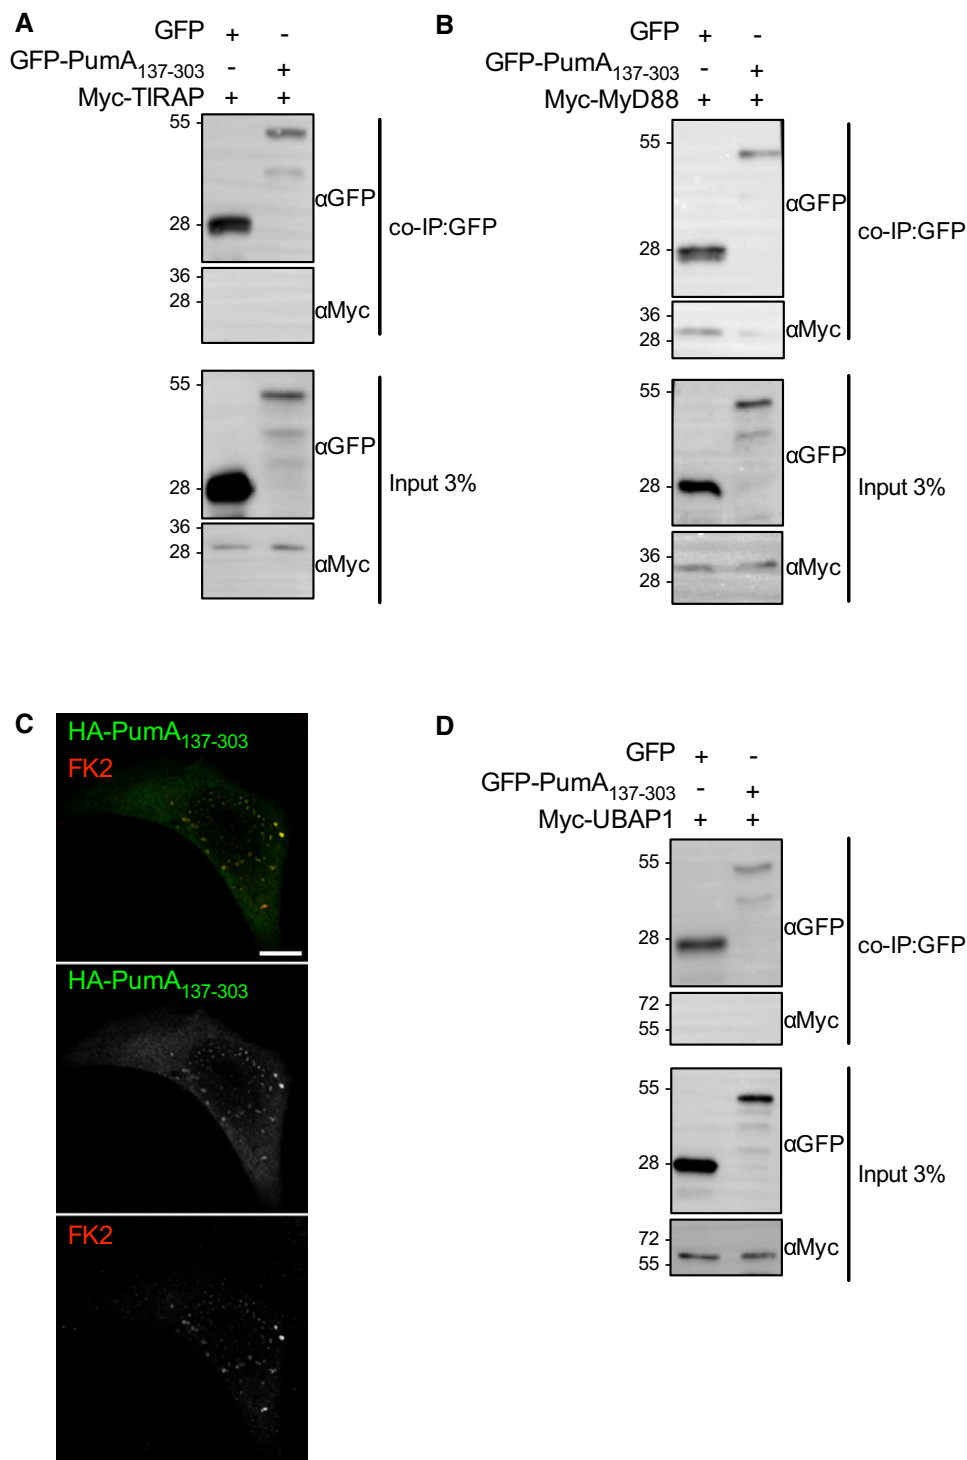 A
GFP + -
GFP-PumA137-303 - +
Myc-TIRAP + +
55
28
αGFP
36
28
αMyc
co-IP:GFP
55
28
αGFP
36
28
αMyc
Input 3%
B
GFP + -
GFP-PumA137-303 - +
Myc-MyD88 + +
55
28
αGFP
36
28
αMyc
co-IP:GFP
55
28
αGFP
36
28
αMyc
Input 3%
C
HA-PumA137-303
FK2
HA-PumA137-303
FK2
D
GFP + -
GFP-PumA137-303 - +
Myc-UBAP1 + +
55
28
αGFP
72
55
αMyc
co-IP:GFP
55
28
αGFP
72
55
αMyc
Input 3%